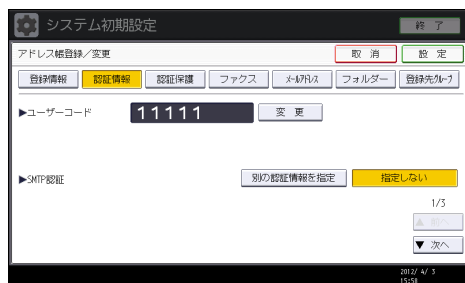 システム初期設定 終 了
アドレス帳登録／変更 取 消 設 定
登録情報 認証情報 認証保護 ファクス ﾒｰﾙｱﾄﾞﾚｽ フォルダー 登録先ｸﾞﾙｰﾌﾟ
▶ユーザーコード 11111 変 更
▶SMTP認証 別の認証情報を指定 指定しない
1/3
▲ 前へ
▼ 次へ
2012/ 4/ 3
15:58